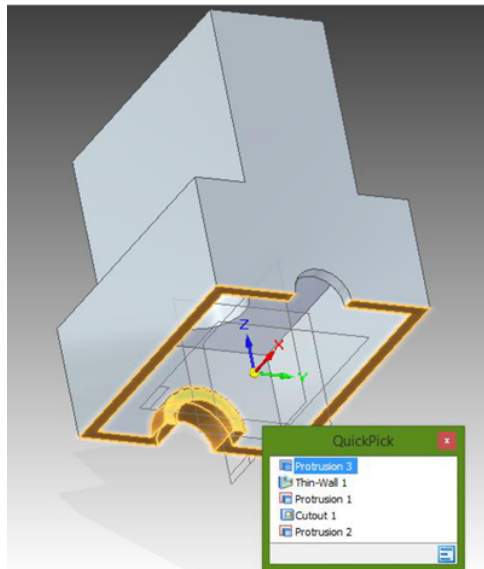 Z
X
Y
QuickPick
x
Protrusion 3
Thin-Wall 1
Protrusion 1
Cutout 1
Protrusion 2